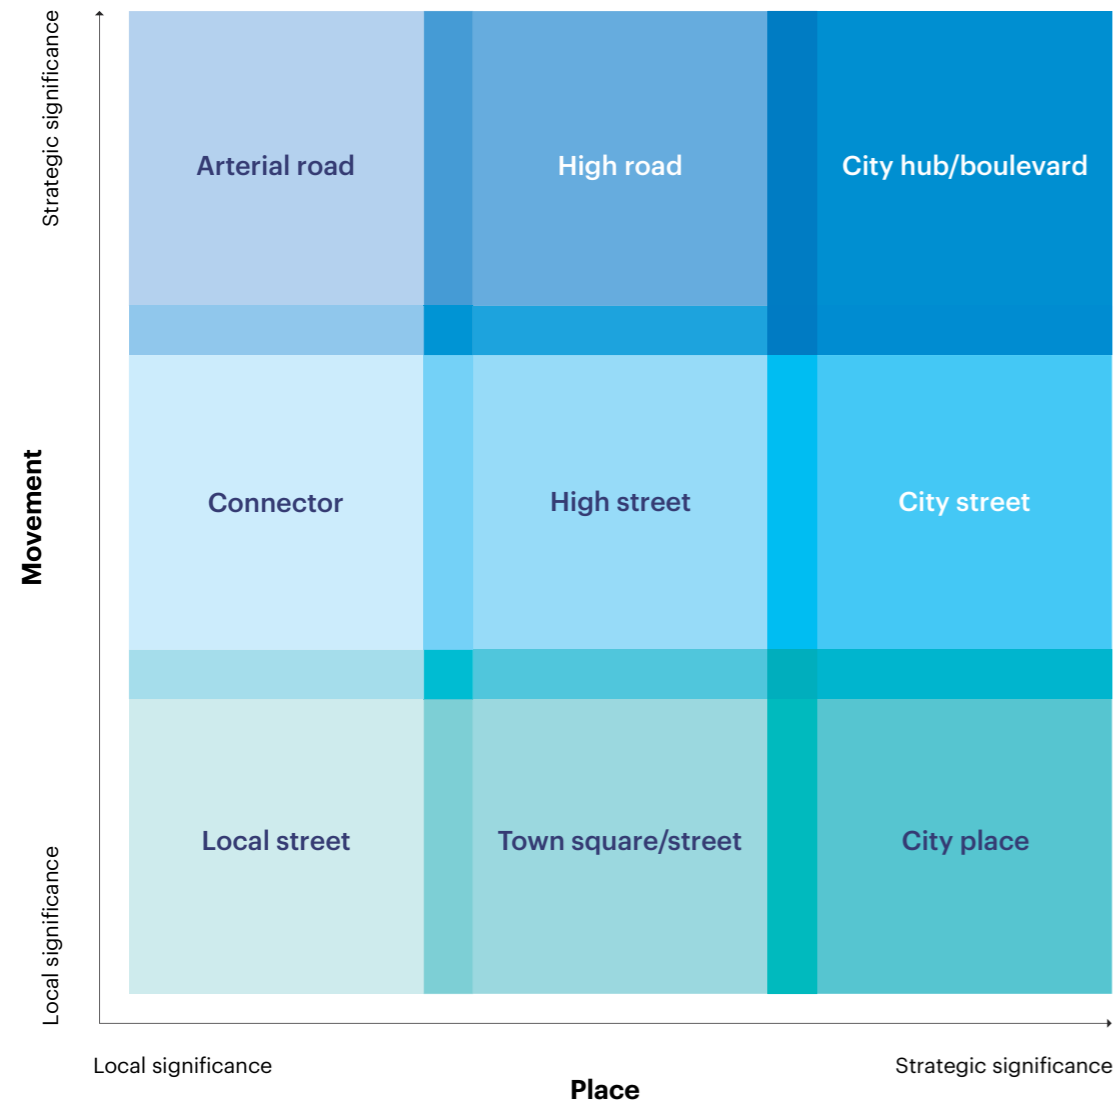 Strategic significance
Arterial road
High road
City hub/boulevard
Movement
Connector
High street
City street
Local significance
Local street
Town square/street
City place
Local significance
Strategic significance
Place